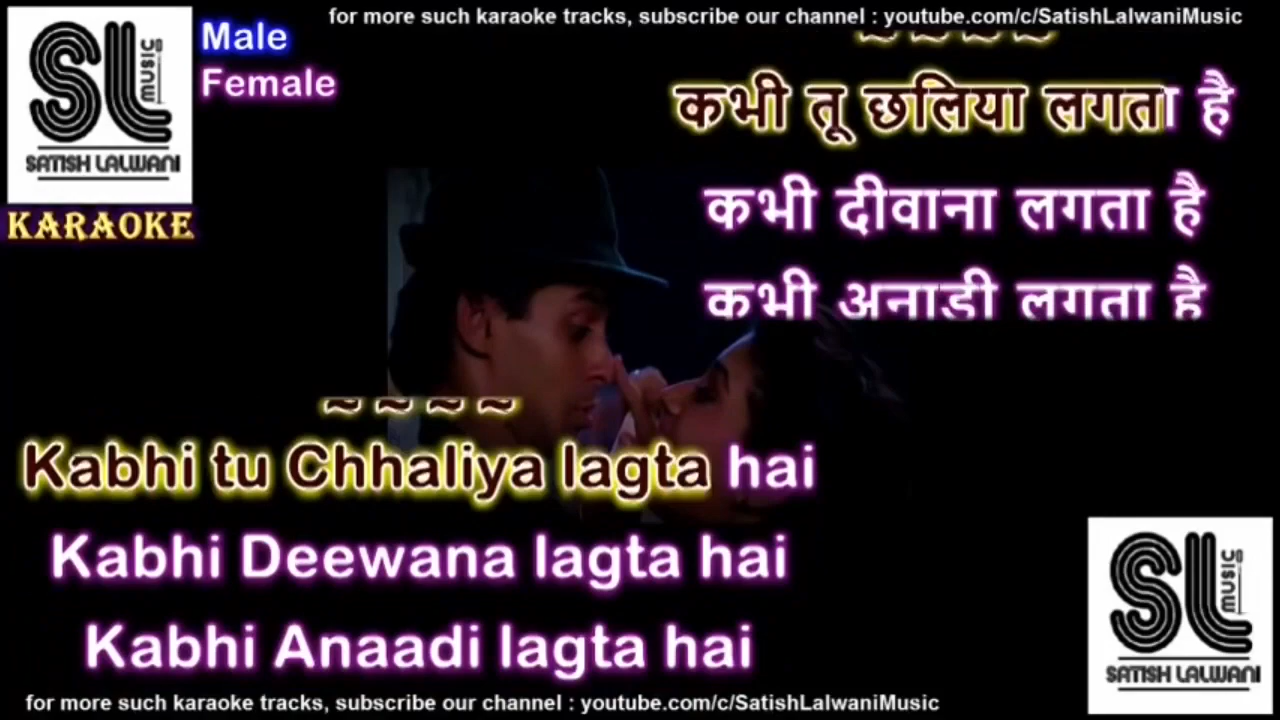 for more such karaoke tracks, subscribe our channel : youtube.com/c/SatishLalwaniMusic
SL MUSIC CO
SATISH LALWANI
KARAOKE
Male
Female
~ ~ ~ ~
कभी तू छलिया लगता है
कभी दीवाना लगता है
कभी अनाडी लगता है
~ ~ ~ ~
Kabhi tu Chhaliya lagta hai
Kabhi Deewana lagta hai
Kabhi Anaadi lagta hai
SL MUSIC CO
SATISH LALWANI
for more such karaoke tracks, subscribe our channel : youtube.com/c/SatishLalwaniMusic